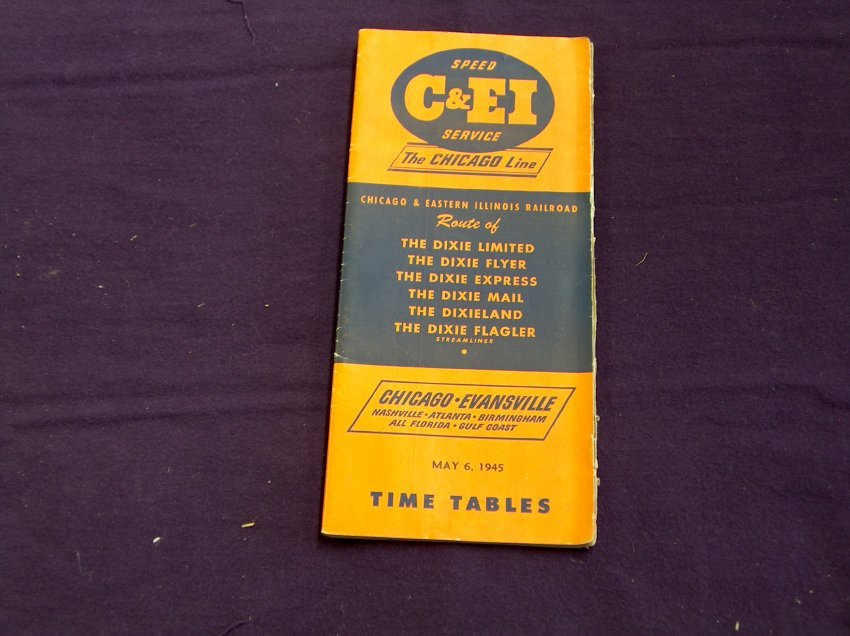 SPEED
C&EI
SERVICE
The CHICAGO Line
CHICAGO & EASTERN ILLINOIS RAILROAD
Route of
THE DIXIE LIMITED
THE DIXIE FLYER
THE DIXIE EXPRESS
THE DIXIE MAIL
THE DIXIELAND
THE DIXIE FLAGLER
STREAMLINER
CHICAGO • EVANSVILLE
NASHVILLE • ATLANTA • BIRMINGHAM
ALL FLORIDA • GULF COAST
MAY 6, 1945
TIME TABLES